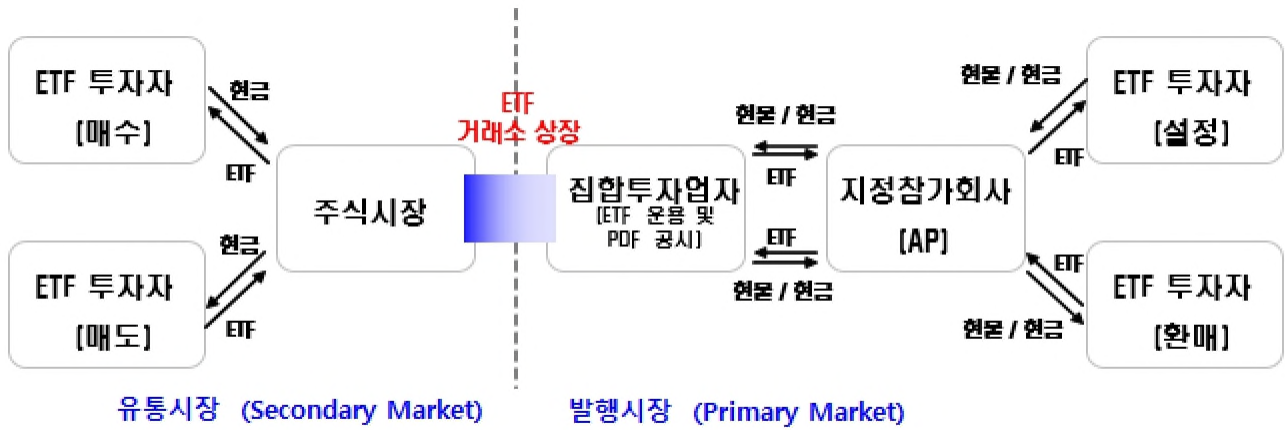 ETF 투자자
[매수]
현금
ETF
ETF 투자자
[매도]
현금
ETF
주식시장
ETF
거래소 상장
집합투자업자
[ETF 운용 및
PDF 공시]
현물 / 현금
ETF
ETF
현물 / 현금
지정참가회사
[AP]
현물 / 현금
ETF
ETF 투자자
[설정]
ETF
현물 / 현금
ETF 투자자
[환매]
유통시장 (Secondary Market)
발행시장 (Primary Market)